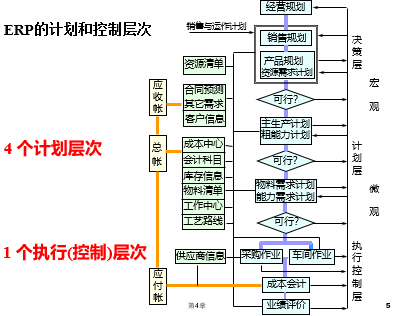 ERP的计划和控制层次
4 个计划层次
1 个执行(控制)层次
经营规划
销售与运作计划
销售规划
产品规划
资源需求计划
资源清单
可行?
合同预测
其它需求
客户信息
主生产计划
粗能力计划
可行?
成本中心
会计科目
库存信息
物料清单
工作中心
工艺路线
物料需求计划
能力需求计划
可行?
供应商信息
采购作业
车间作业
成本会计
业绩评价
应收帐
总帐
应付帐
决策层
计划层
执行控制层
宏观
微观
第4章
5